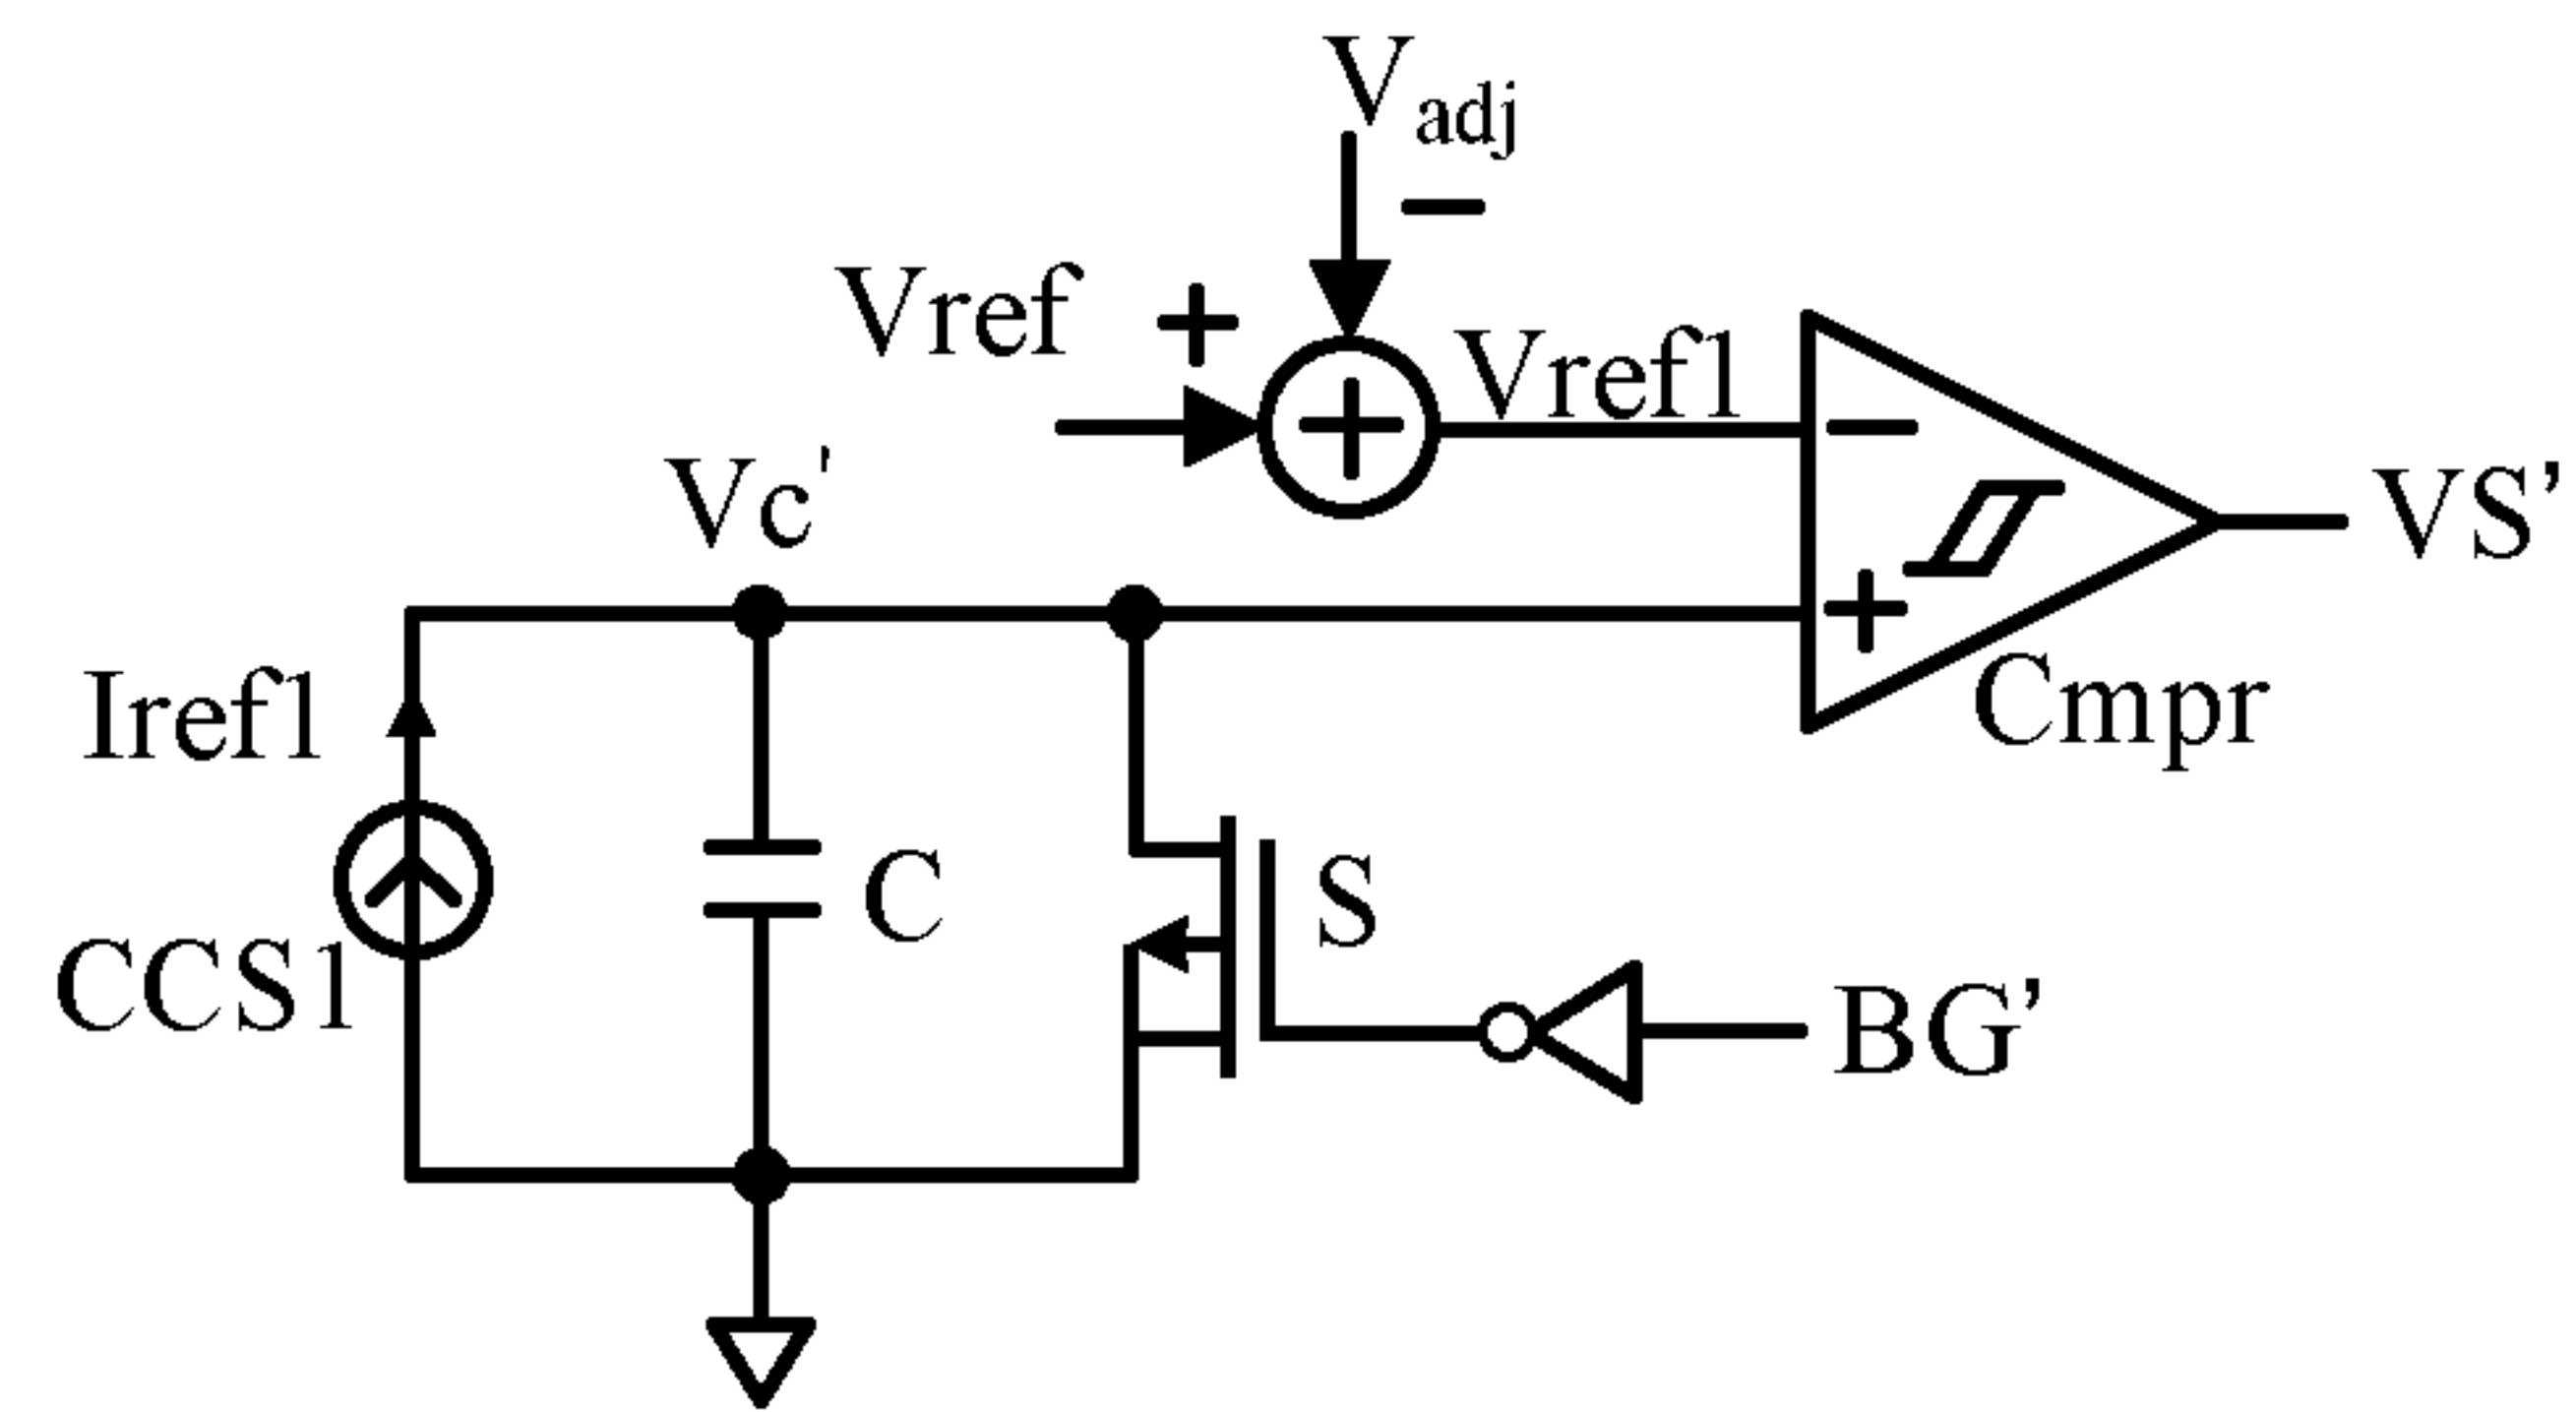 Vadj
−
Vref +
Vref1
+
−
Vc'
VS’
+
Iref1
Cmpr
C
S
CCS1
BG’